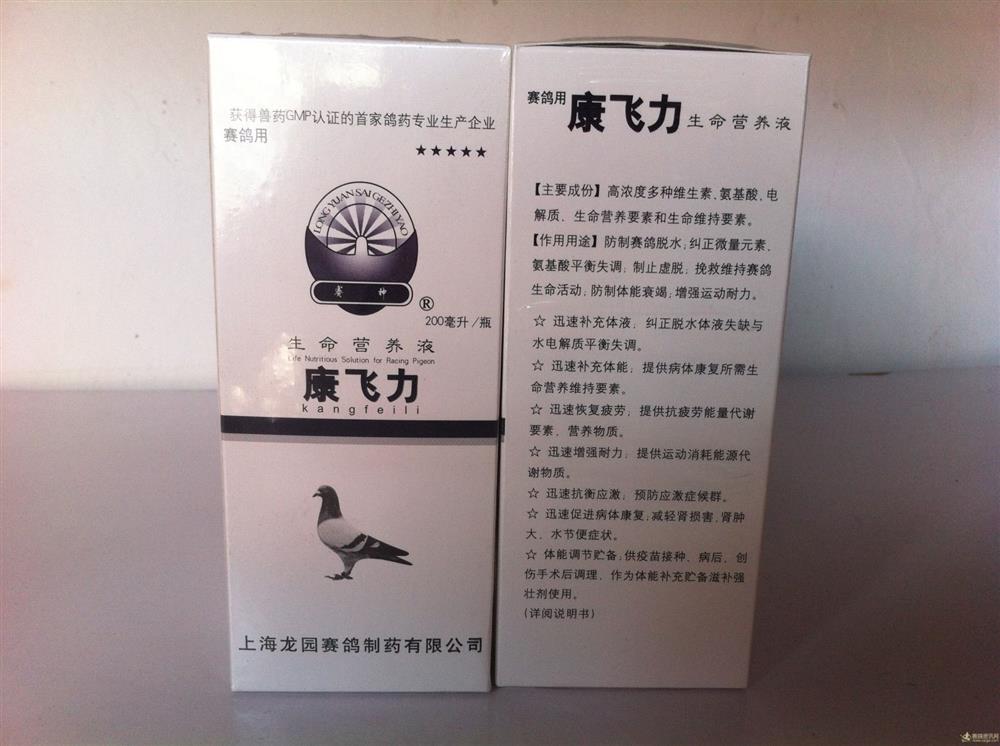 获得兽药GMP认证的首家鸽药专业生产企业
赛鸽用
★★★★★
LONG YUAN SAI GE ZHI YAO
赛神
®
200毫升/瓶
生命营养液
Life Nutritious Solution for Racing Pigeon
康飞力
kangfeili
上海龙园赛鸽制药有限公司
赛鸽用 康飞力 生命营养液
【主要成份】高浓度多种维生素、氨基酸、电
解质、生命营养要素和生命维持要素。
【作用用途】防制赛鸽脱水;纠正微量元素、
氨基酸平衡失调;制止虚脱;挽救维持赛鸽
生命活动;防制体能衰竭;增强运动耐力。
☆ 迅速补充体液;纠正脱水体液失缺与
水电解质平衡失调。
☆ 迅速补充体能;提供病体康复所需生
命营养维持要素。
☆ 迅速恢复疲劳;提供抗疲劳能量代谢
要素、营养物质。
☆ 迅速增强耐力;提供运动消耗能源代
谢物质。
☆ 迅速抗衡应激;预防应激症候群。
☆ 迅速促进病体康复;减轻肾损害、肾肿
大、水节便症状。
☆ 体能调节贮备;供疫苗接种、病后、创
伤手术后调理、作为体能补充贮备滋补强
壮剂使用。
(详阅说明书)